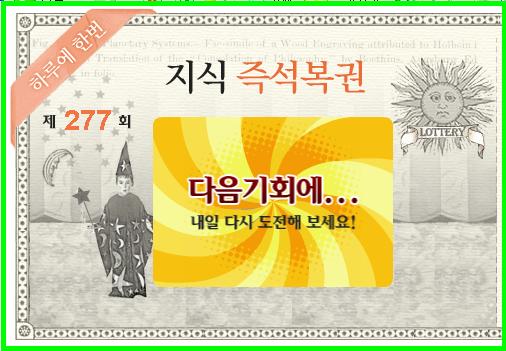 하루에 한번
지식 즉석복권
제 277 회
LOTTERY
다음기회에...
내일 다시 도전해 보세요!